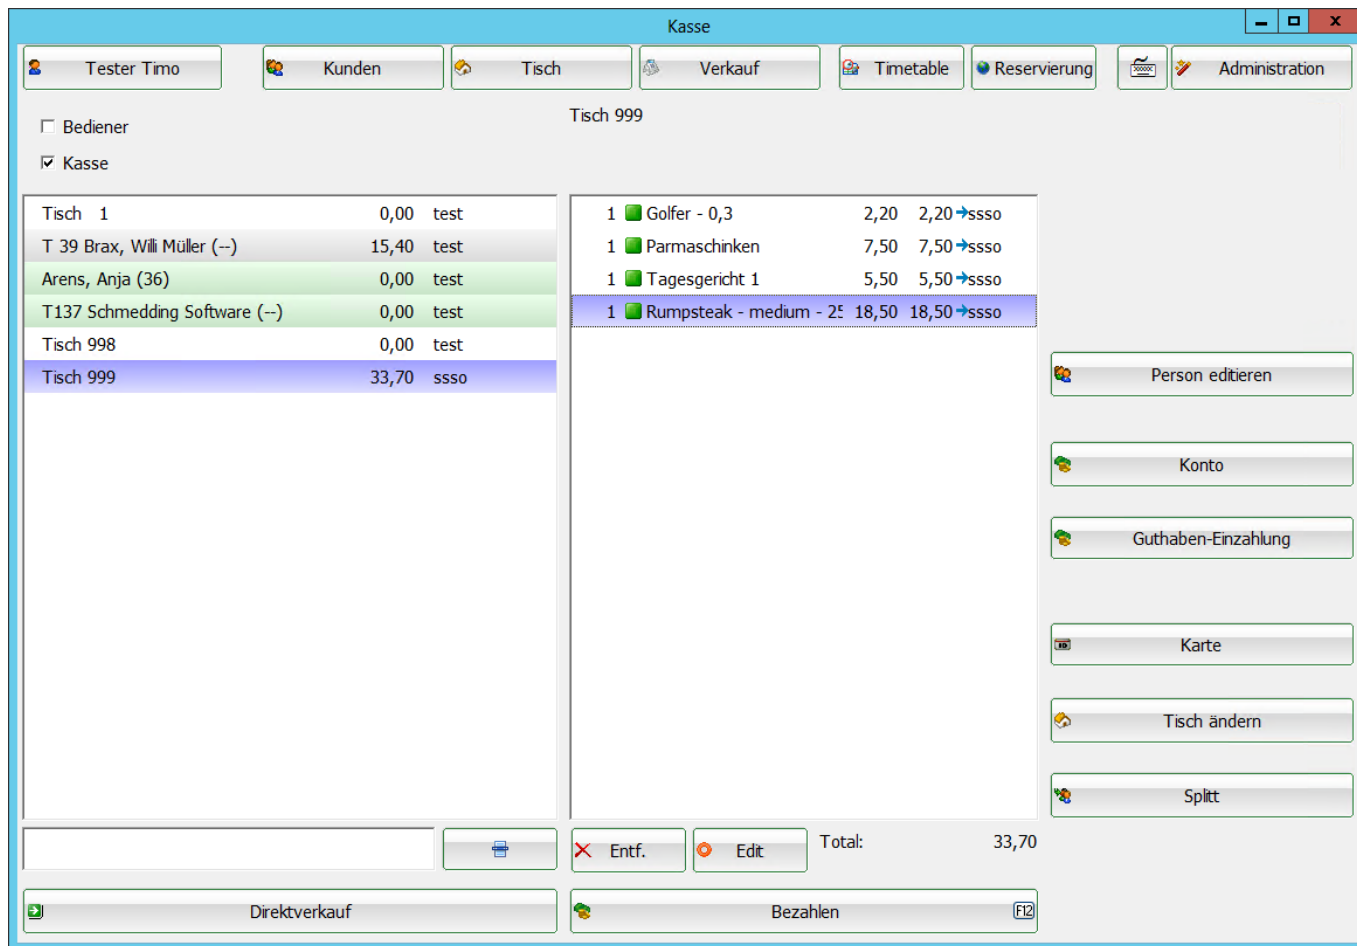 Kasse
Tester Timo Kunden Tisch Verkauf Timetable Reservierung Administration
Bediener
Tisch 999
Kasse
Tisch 1 0,00 test
T 39 Brax, Willi Müller (--) 15,40 test
Arens, Anja (36) 0,00 test
T137 Schmedding Software (--) 0,00 test
Tisch 998 0,00 test
Tisch 999 33,70 ssso
1 Golfer - 0,3 2,20 2,20 ssso
1 Parmaschinken 7,50 7,50 ssso
1 Tagesgericht 1 5,50 5,50 ssso
1 Rumpsteak - medium - 25 18,50 18,50 ssso
Person editieren
Konto
Guthaben-Einzahlung
Karte
Tisch ändern
Splitt
Entf. Edit Total: 33,70
Direktverkauf Bezahlen F12